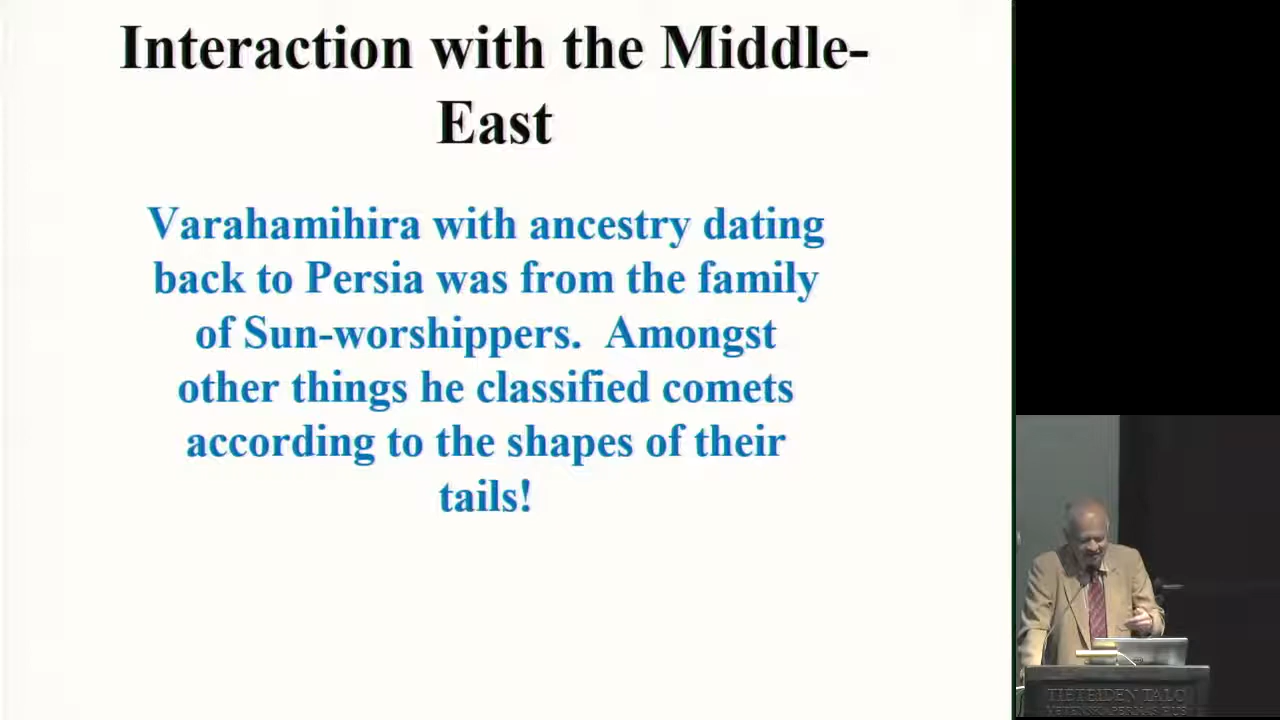 Interaction with the Middle-
East
Varahamihira with ancestry dating
back to Persia was from the family
of Sun-worshippers. Amongst
other things he classified comets
according to the shapes of their
tails!
TIETEIDEN TALO